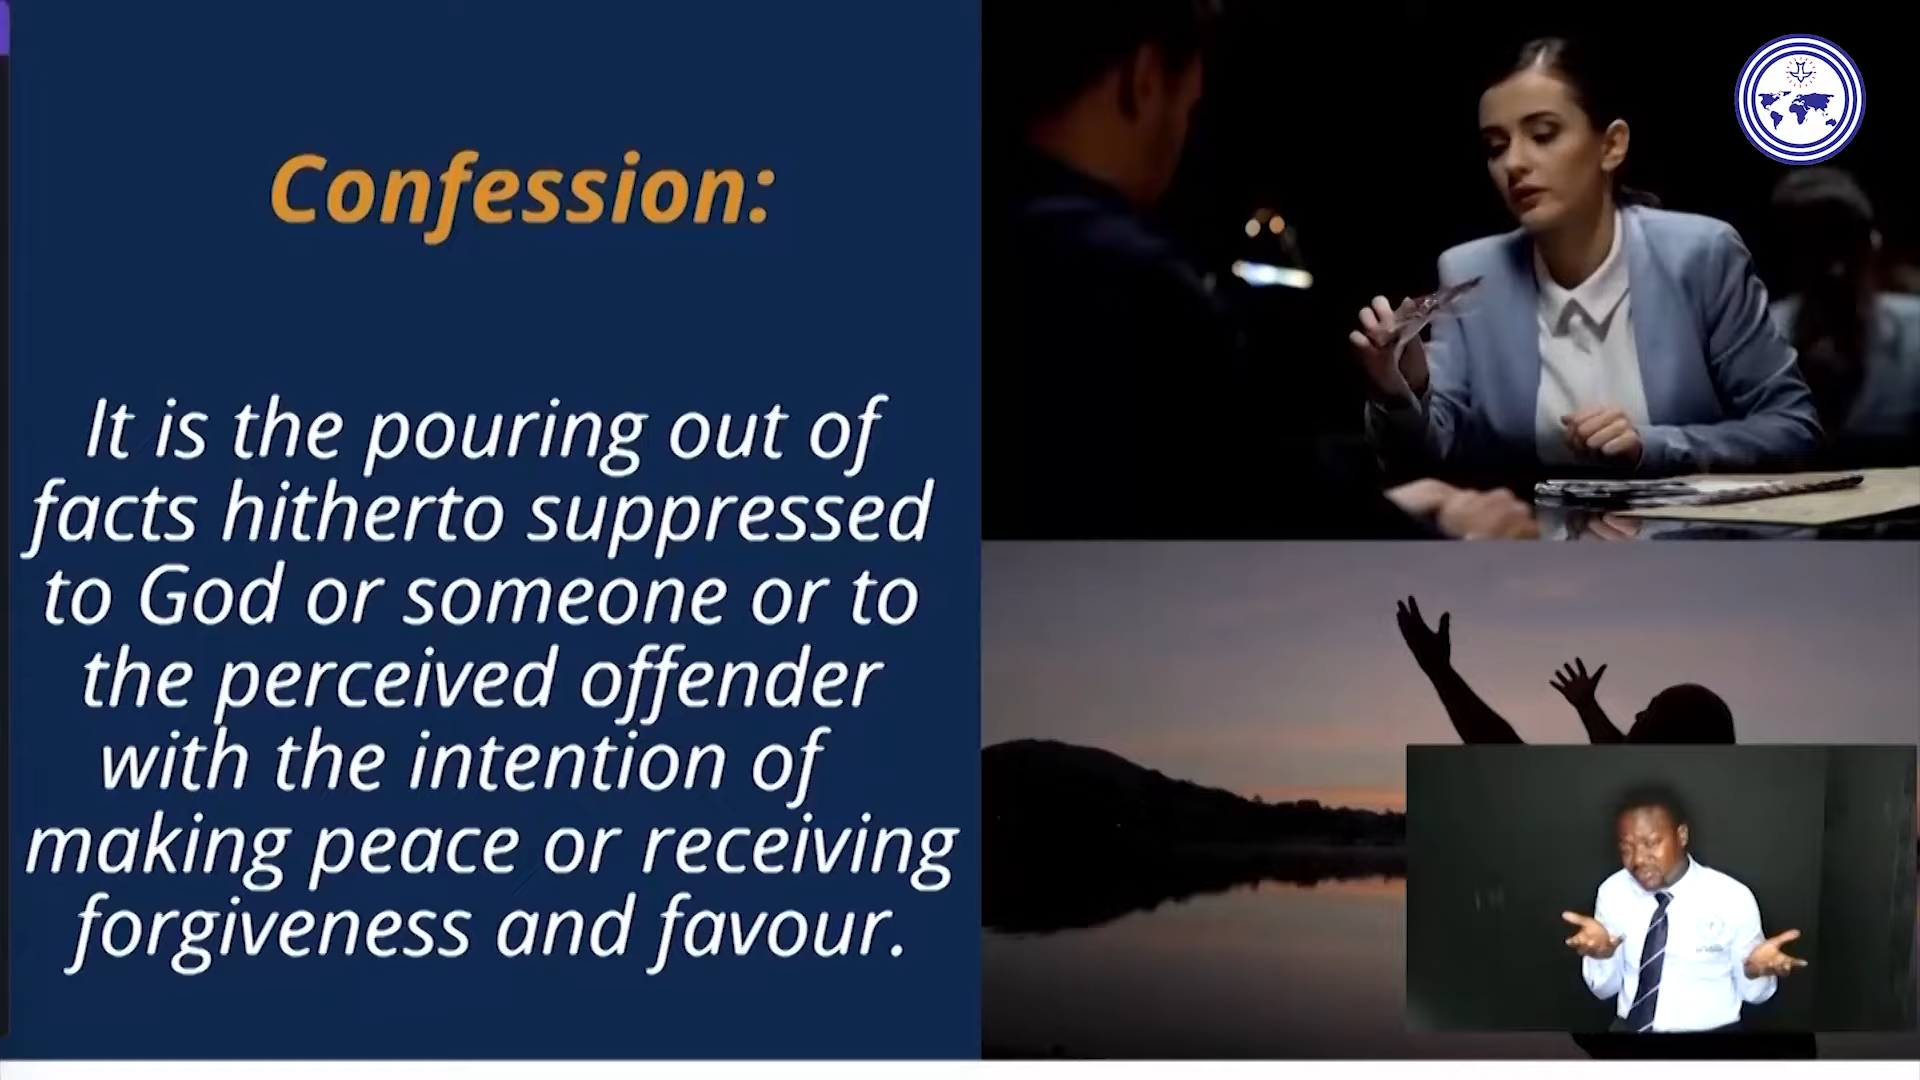 Confession:
It is the pouring out of
facts hitherto suppressed
to God or someone or to
the perceived offender
with the intention of
making peace or receiving
forgiveness and favour.